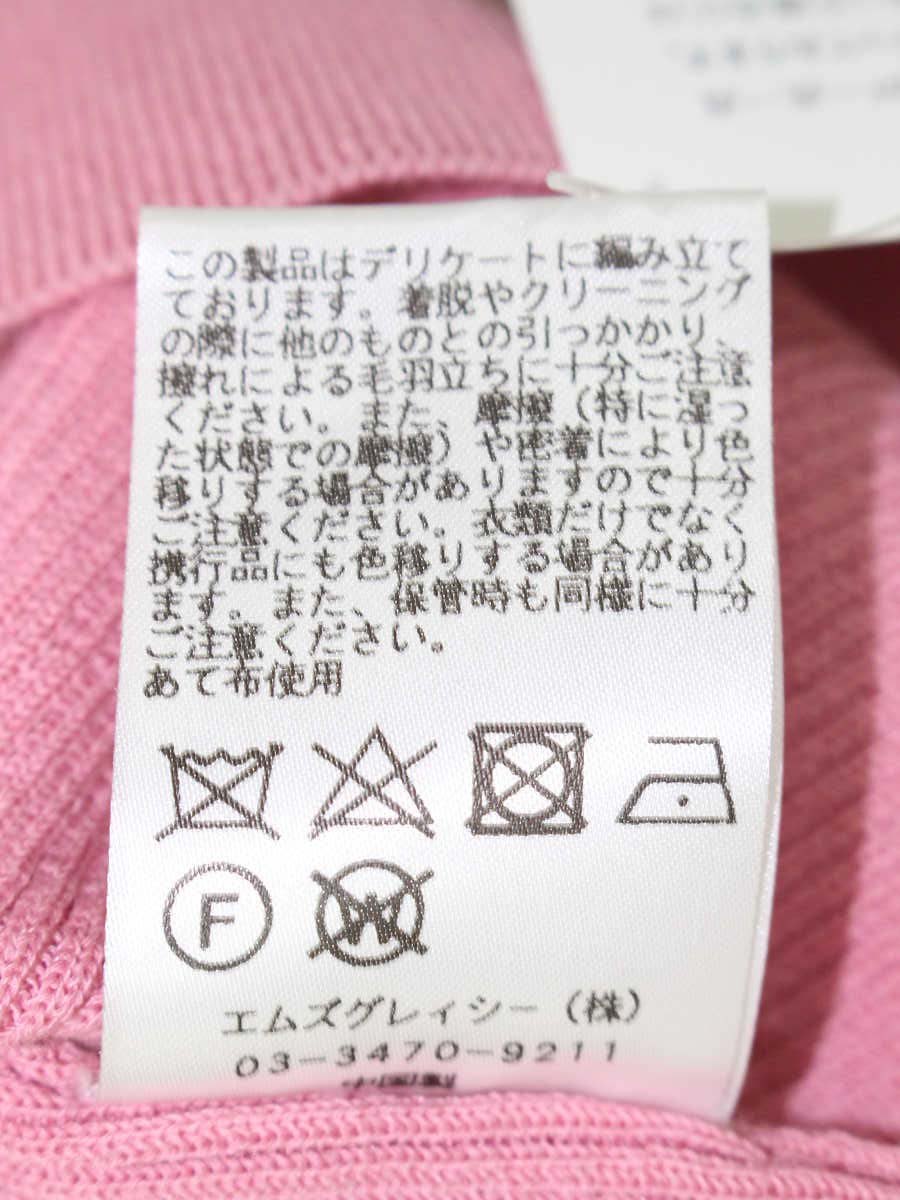 この製品はデリケートに編み立て
ております。着脱やクリーニング
の際に他のものとの引っかかり、
擦れによる毛羽立ちに十分ご注意
ください。また、摩擦（特に湿っ
た状態での摩擦）や密着により色
移りする場合がありますので十分
ご注意ください。衣類だけでなく
携行品にも色移りする場合があり
ます。また、保管時も同様に十分
ご注意ください。
あて布使用
F
W
エムズグレイシー（株）
03-3470-9211
中国製